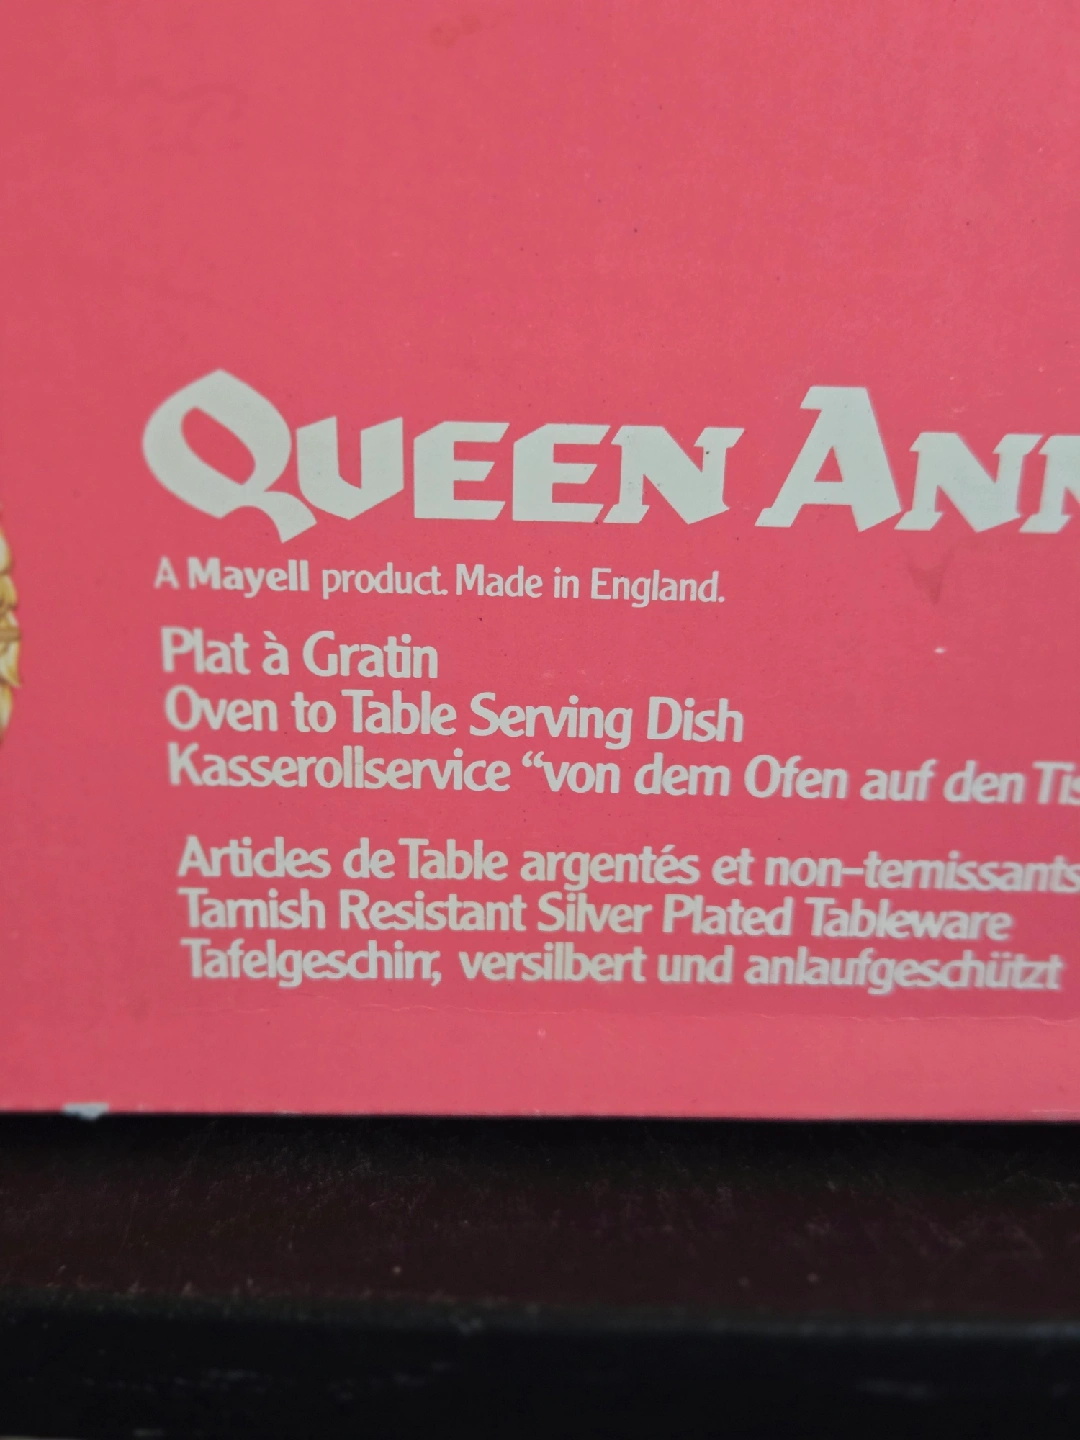 QUEEN ANN
A Mayell product. Made in England.
Plat à Gratin
Oven to Table Serving Dish
Kasserollservice “von dem Ofen auf den Tis
Articles de Table argentés et non-ternissants
Tarnish Resistant Silver Plated Tableware
Tafelgeschirr, versilbert und anlaufgeschützt